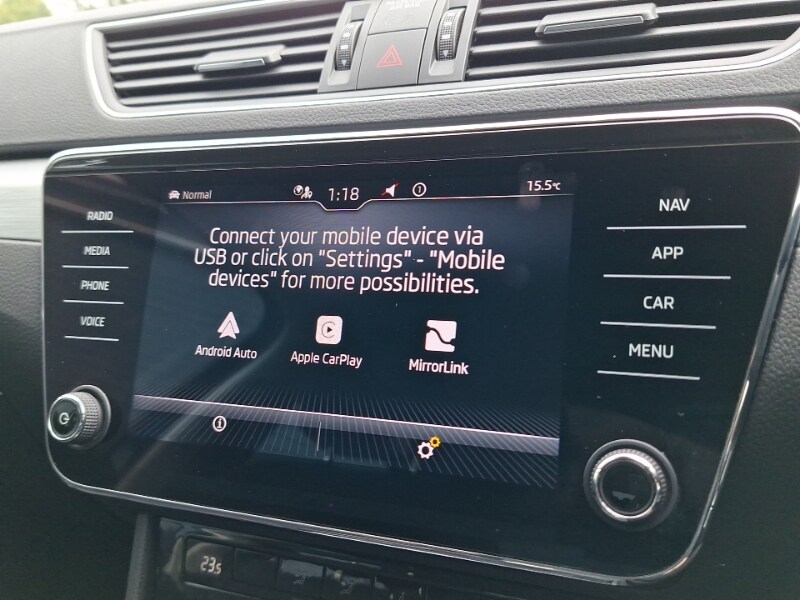 Normal
1:18
15.5°C
RADIO
MEDIA
PHONE
VOICE
Connect your mobile device via
USB or click on "Settings" - "Mobile
devices" for more possibilities.
Android Auto
Apple CarPlay
MirrorLink
NAV
APP
CAR
MENU
23.5